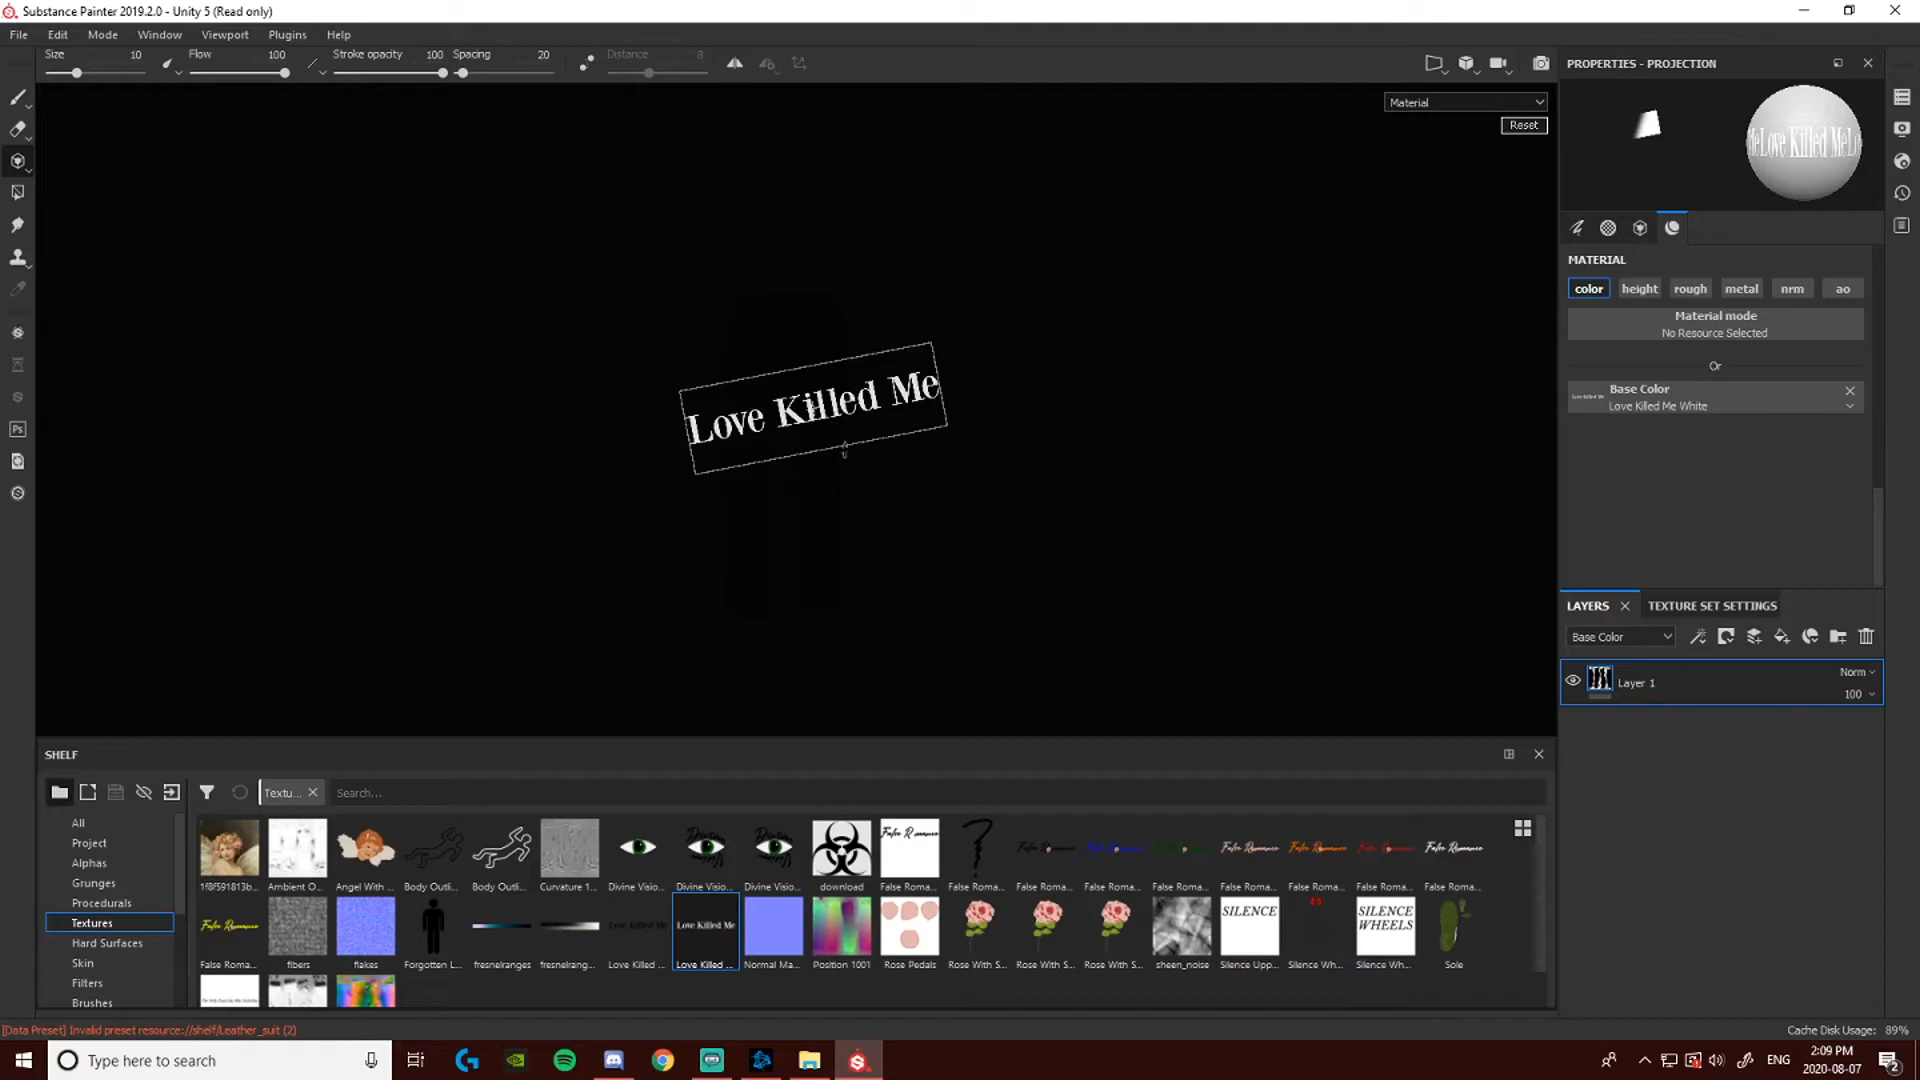 Substance Painter 2019.2.0 - Unity 5 (Read only)
File Edit Mode Window Viewport Plugins Help
Size 10 Flow 100 Stroke opacity 100 Spacing 20 Distance 8
Material
Reset
Love Killed Me
PROPERTIES - PROJECTION
MeLove Killed MeLo
MATERIAL
color height rough metal nrm ao
Material mode
No Resource Selected
Or
Base Color
Love Killed Me White
LAYERS TEXTURE SET SETTINGS
Base Color
Layer 1
Norm
100
SHELF
Textu... Search...
All
Project
Alphas
Grunges
Procedurals
Textures
Hard Surfaces
Skin
Filters
Brushes
1f8f591813b... Ambient O... Angel With ... Body Outli... Body Outli... Curvature 1... Divine Visio... Divine Visio... Divine Visio... download False Roma... False Roma... False Roma... False Roma... False Roma... False Roma... False Roma... False Roma... False Roma...
False Roma... fibers flakes Forgotten L... fresnelranges fresnelrang... Love Killed ... Love Killed ... Normal Ma... Position 1001 Rose Pedals Rose With S... Rose With S... Rose With S... sheen_noise Silence Upp... Silence Wh... Silence Wh... Sole
SILENCE
SILENCE WHEELS
[Data Preset] Invalid preset resource://shelf/Leather_suit (2)
Cache Disk Usage: 89%
Type here to search
ENG
2:09 PM
2020-08-07
2